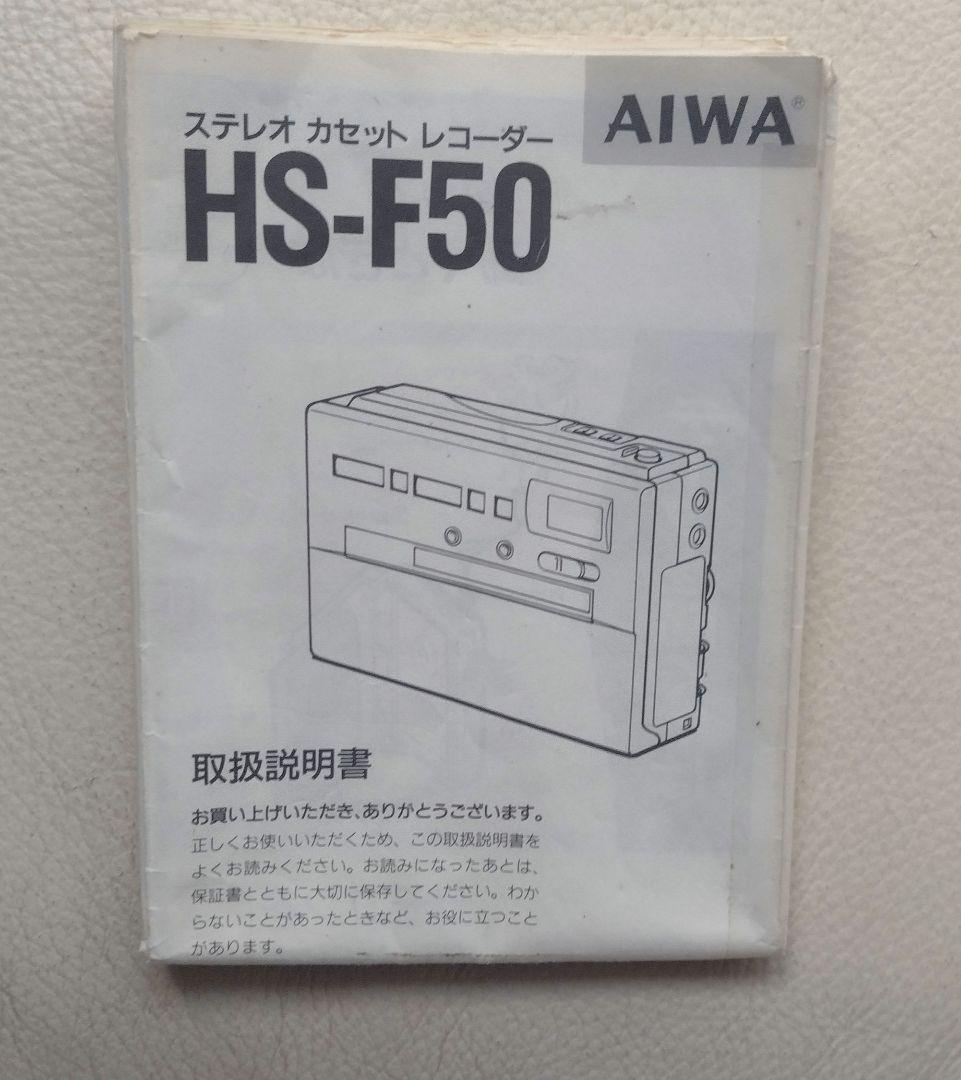 AIWA®
ステレオ カセット レコーダー
HS-F50
取扱説明書
お買い上げいただき、ありがとうございます。
正しくお使いいただくため、この取扱説明書を
よくお読みください。お読みになったあとは、
保証書とともに大切に保存してください。わか
らないことがあったときなど、お役に立つこと
があります。